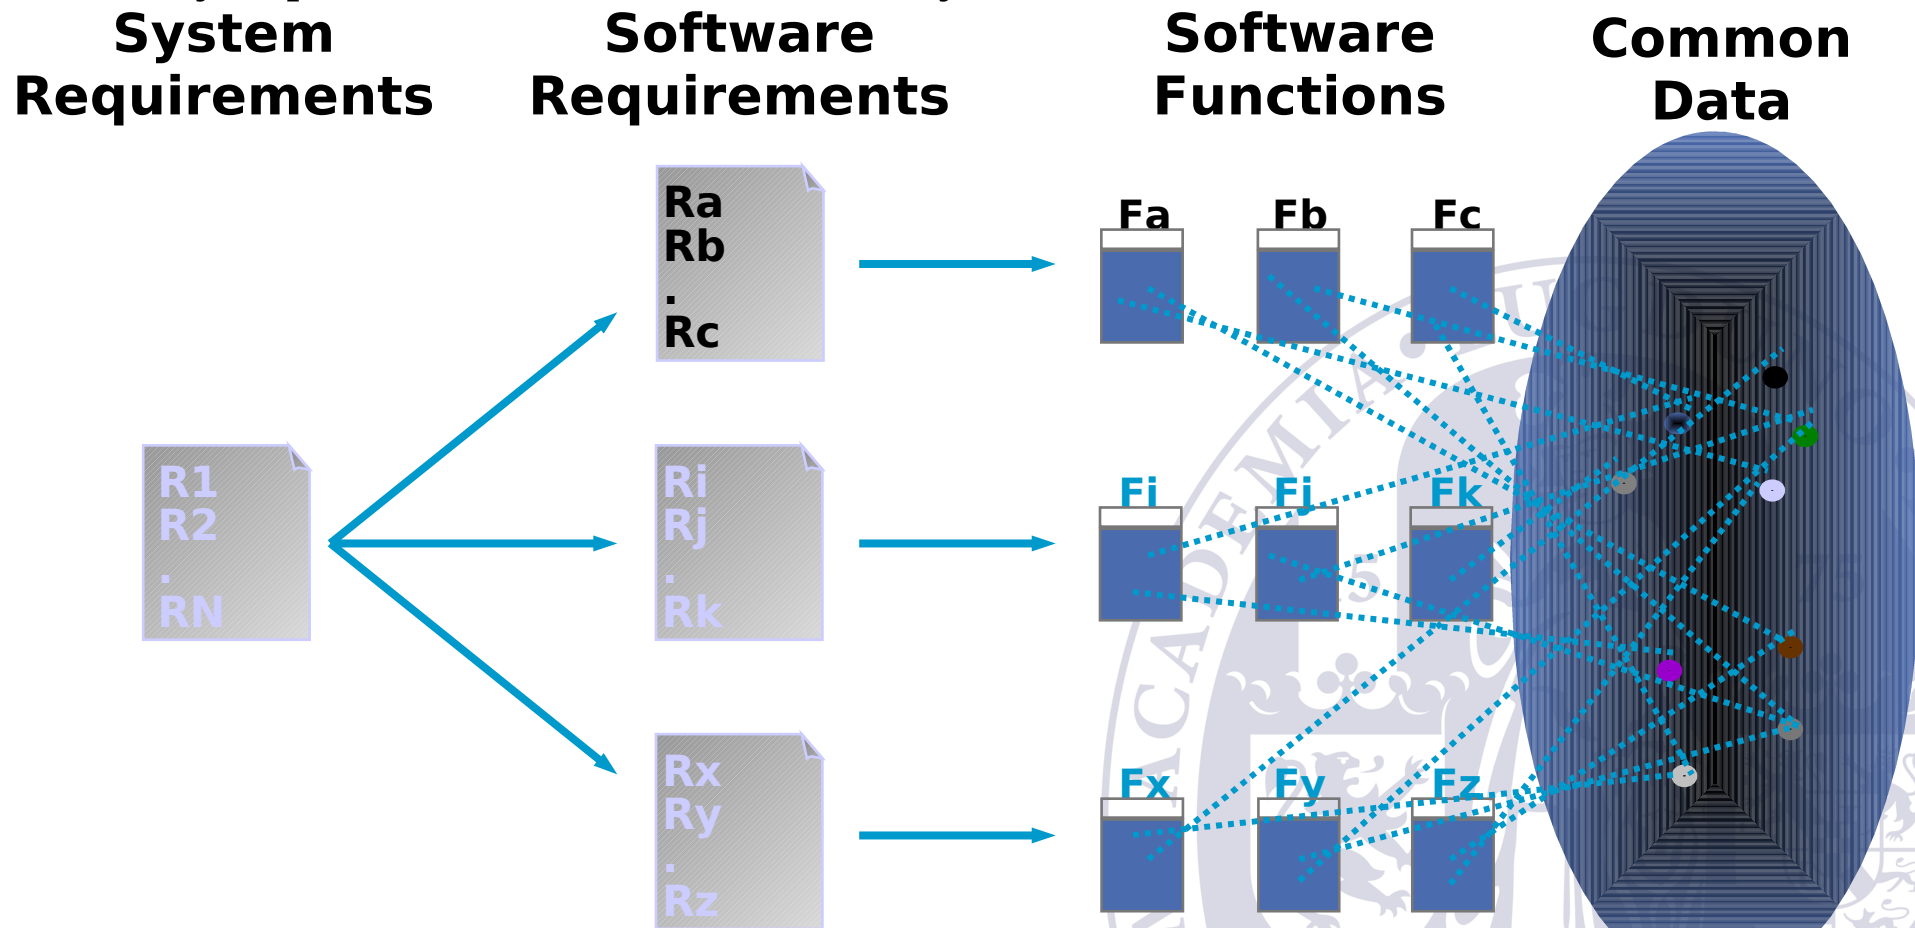 System
Requirements
Software
Requirements
Software
Functions
Common
Data
Ra
Rb
.
Rc
Fa
Fb
Fc
R1
R2
.
RN
Ri
Rj
.
Rk
Fi
Fj
Fk
Rx
Ry
.
Rz
Fx
Fy
Fz
ACADEMIA